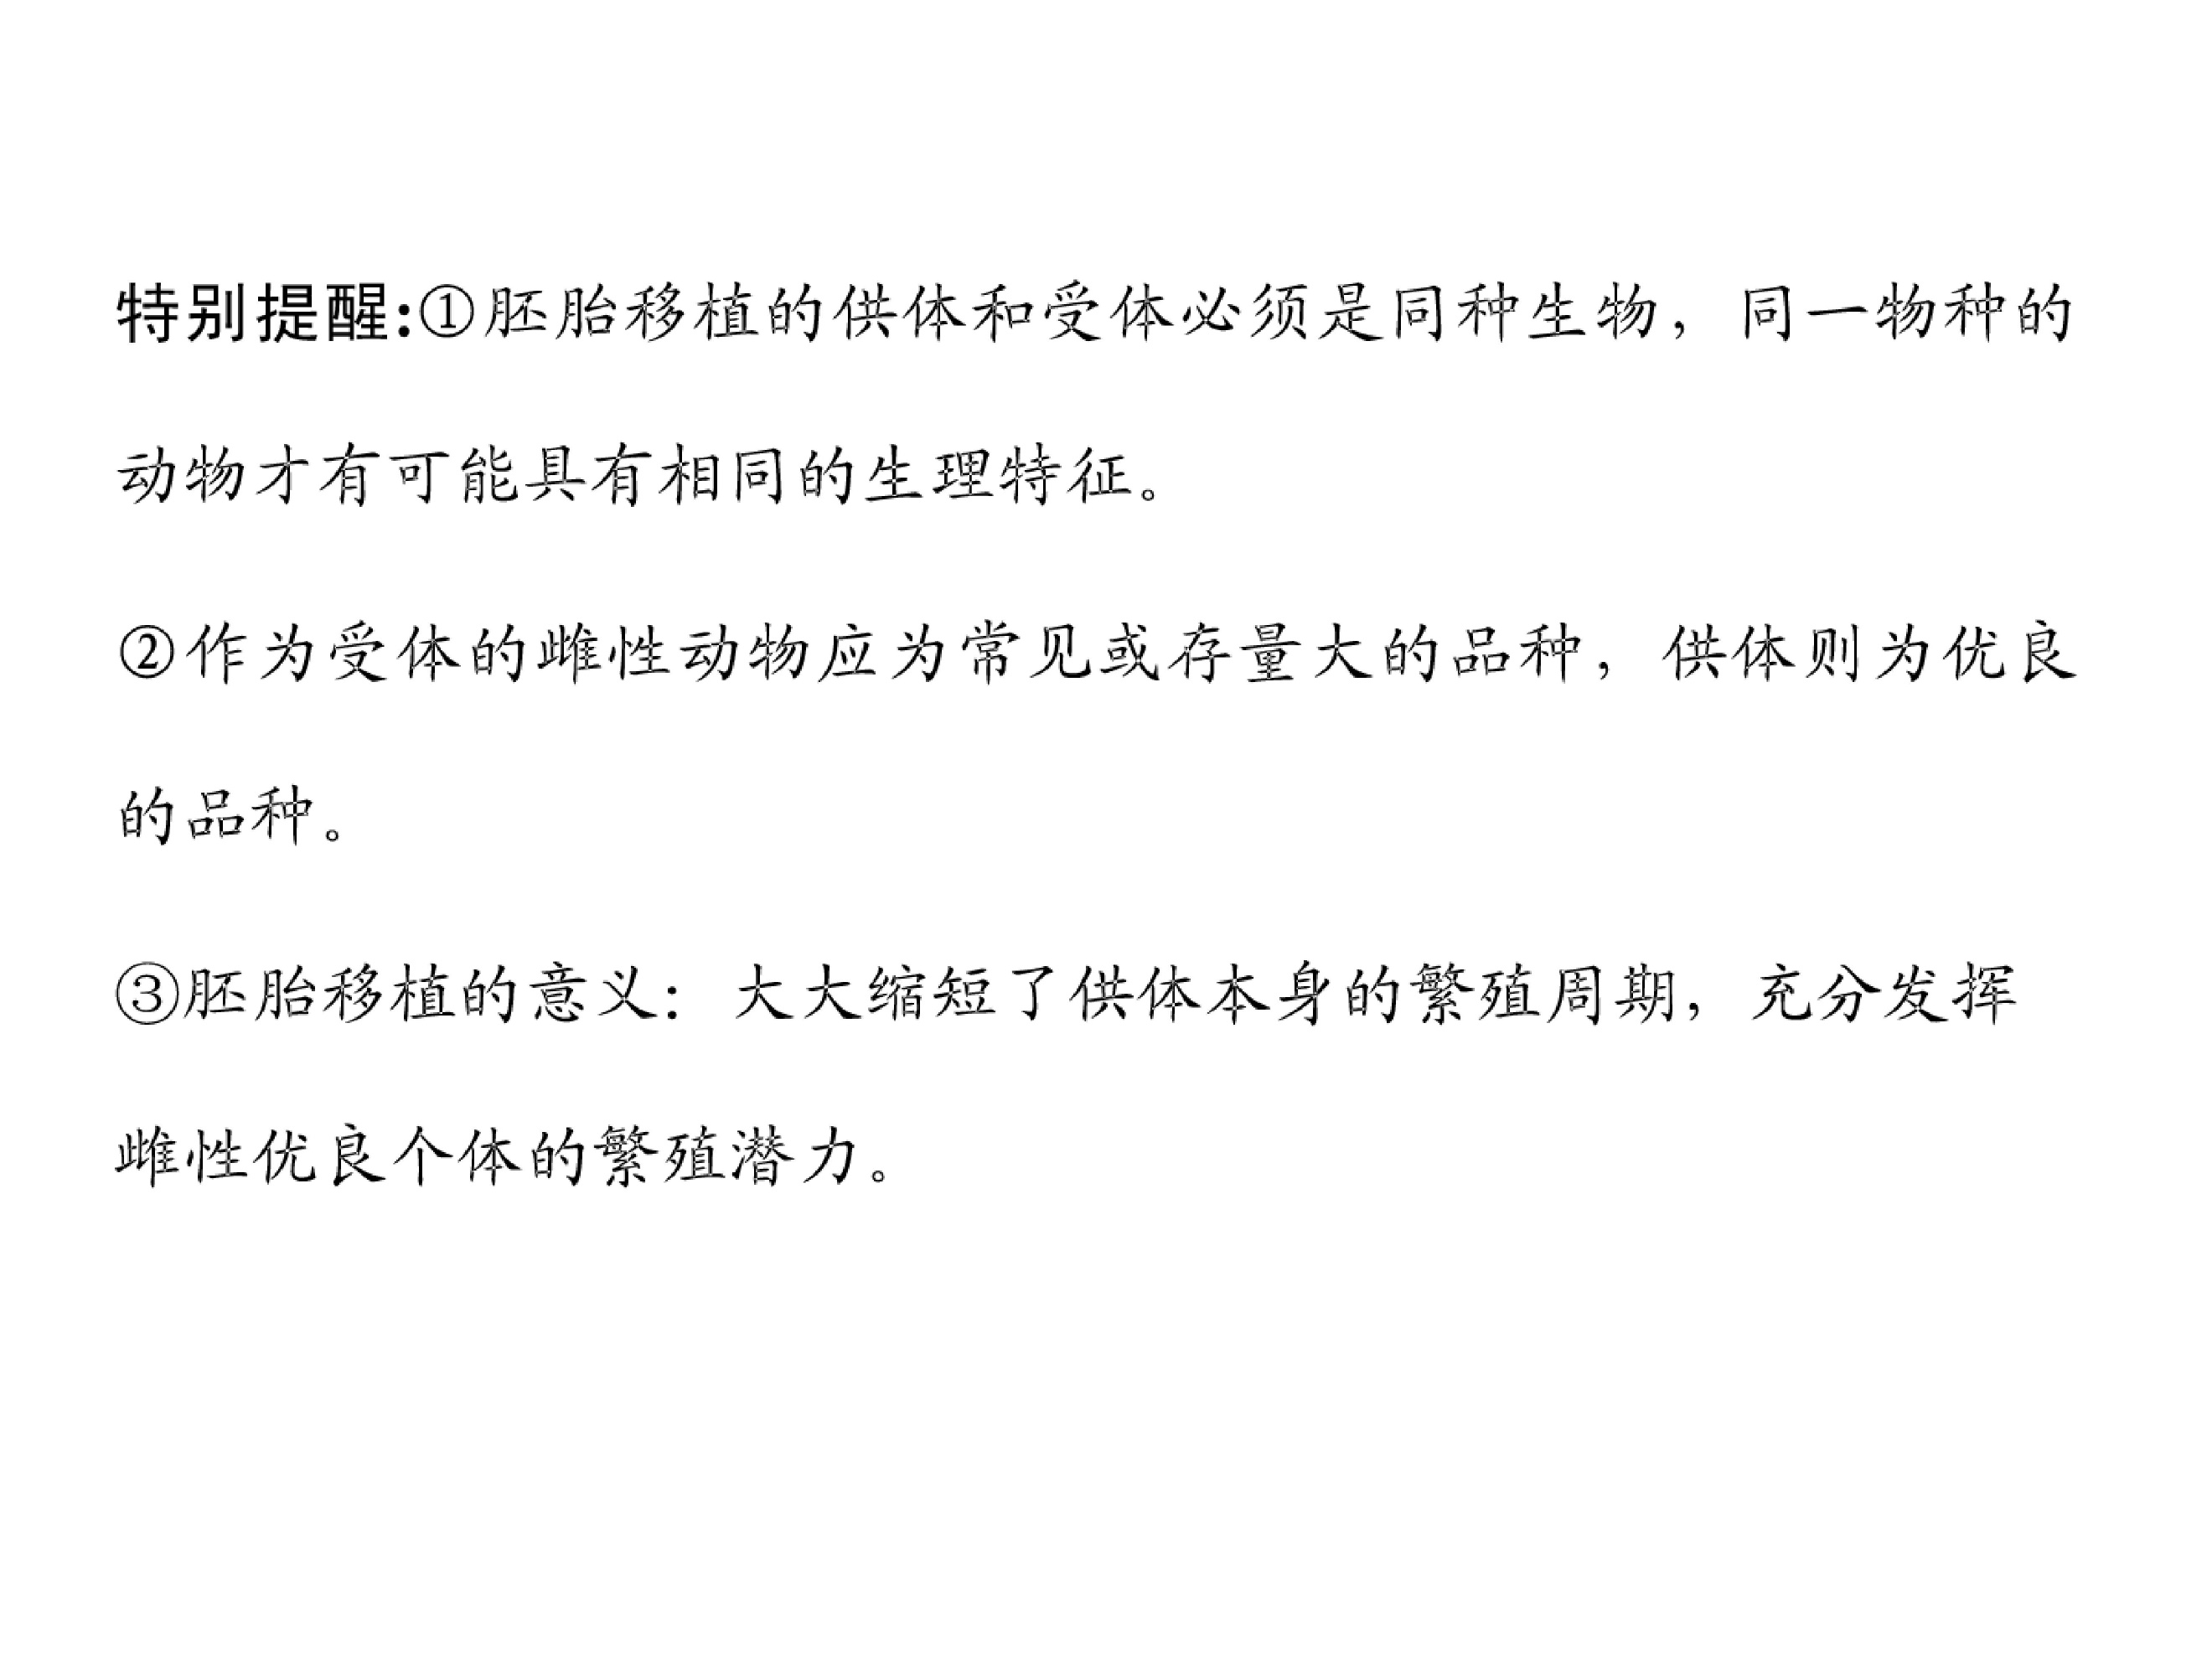 特别提醒:①胚胎移植的供体和受体必须是同种生物，同一物种的
动物才有可能具有相同的生理特征。
②作为受体的雌性动物应为常见或存量大的品种，供体则为优良
的品种。
③胚胎移植的意义：大大缩短了供体本身的繁殖周期，充分发挥
雌性优良个体的繁殖潜力。